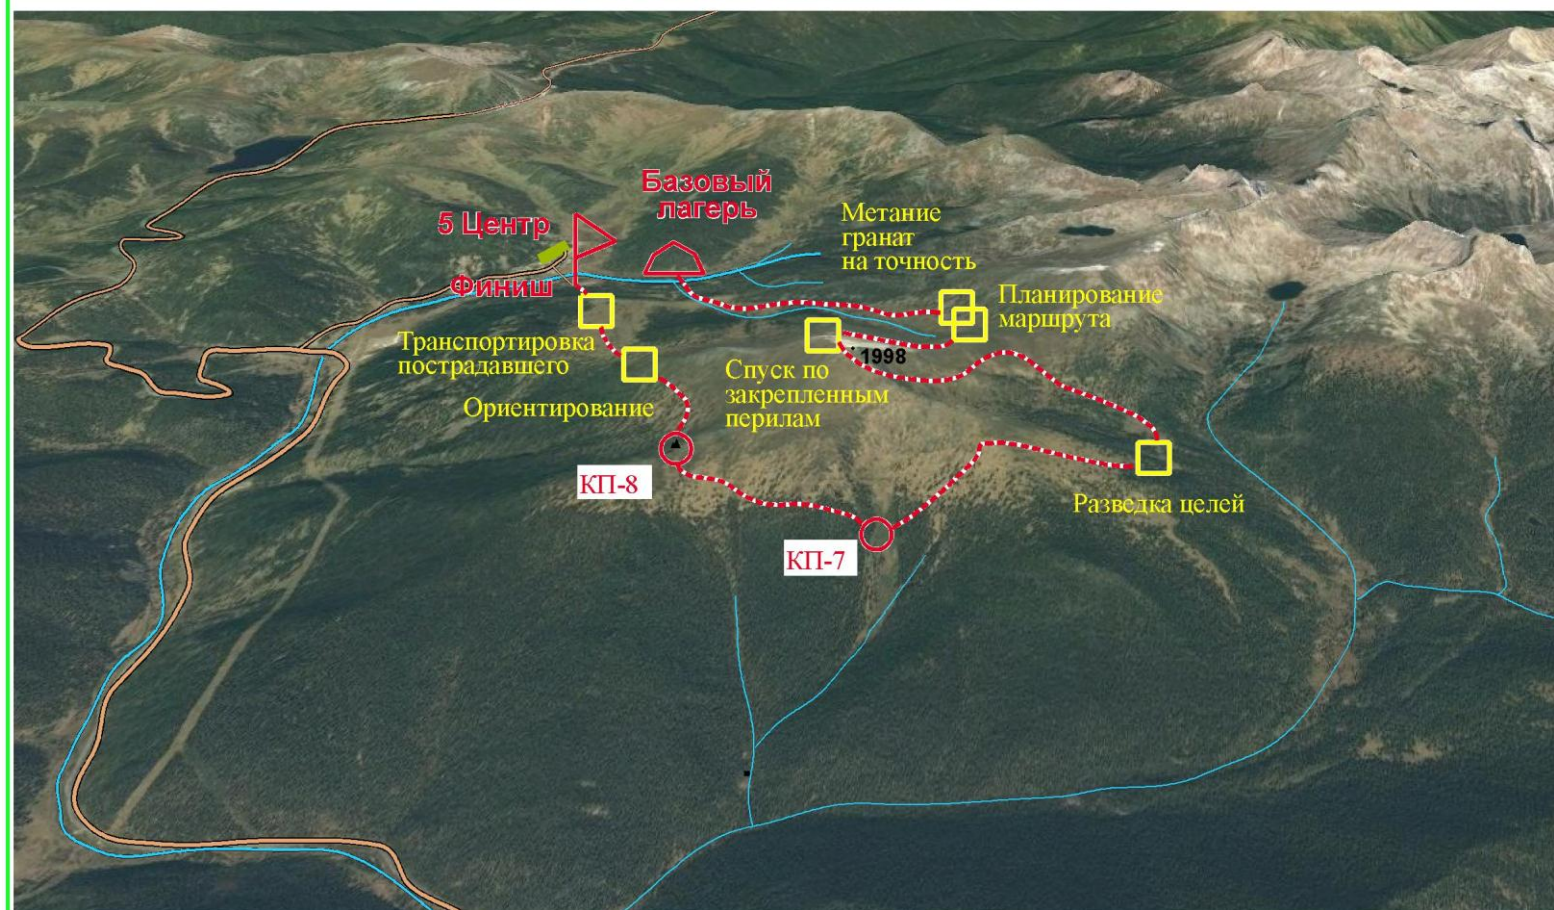 Базовый
лагерь
5 Центр
Финиш
Метание
гранат
на точность
Планирование
маршрута
Транспортировка
пострадавшего
1998
Спуск по
закрепленным
перилам
Ориентирование
КП-8
Разведка целей
КП-7